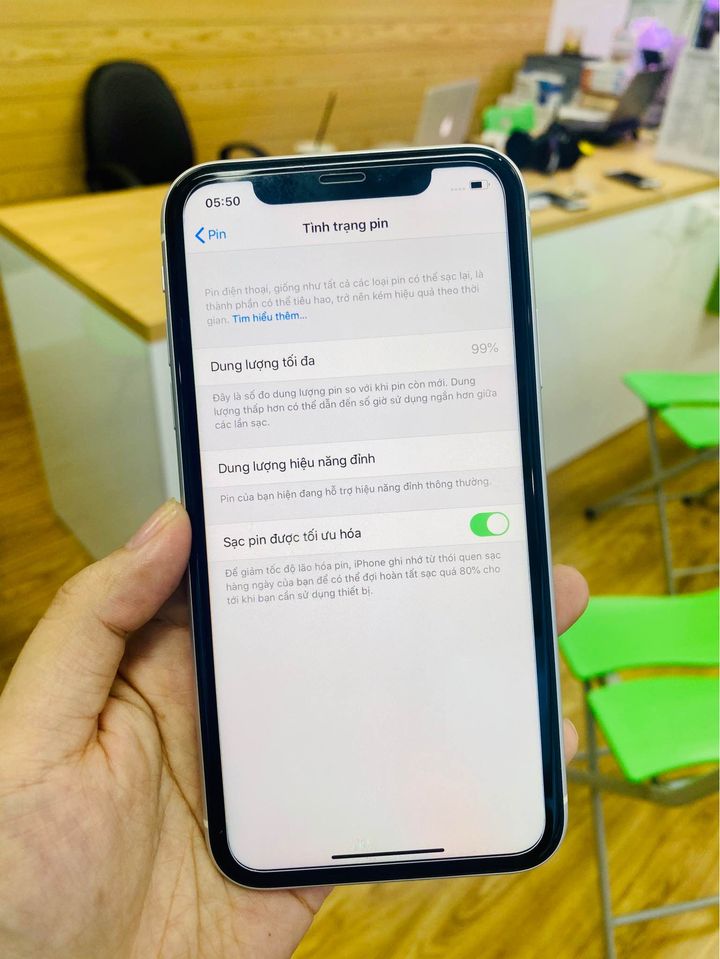 05:50
Pin
Tình trạng pin
Pin điện thoại, giống như tất cả các loại pin có thể sạc lại, là
thành phần có thể tiêu hao, trở nên kém hiệu quả theo thời
gian. Tìm hiểu thêm...
Dung lượng tối đa
99%
Đây là số đo dung lượng pin so với khi pin còn mới. Dung
lượng thấp hơn có thể dẫn đến số giờ sử dụng ngắn hơn giữa
các lần sạc.
Dung lượng hiệu năng đỉnh
Pin của bạn hiện đang hỗ trợ hiệu năng đỉnh thông thường.
Sạc pin được tối ưu hóa
Để giảm tốc độ lão hóa pin, iPhone ghi nhớ từ thói quen sạc
hàng ngày của bạn để có thể đợi hoàn tất sạc quá 80% cho
tới khi bạn cần sử dụng thiết bị.